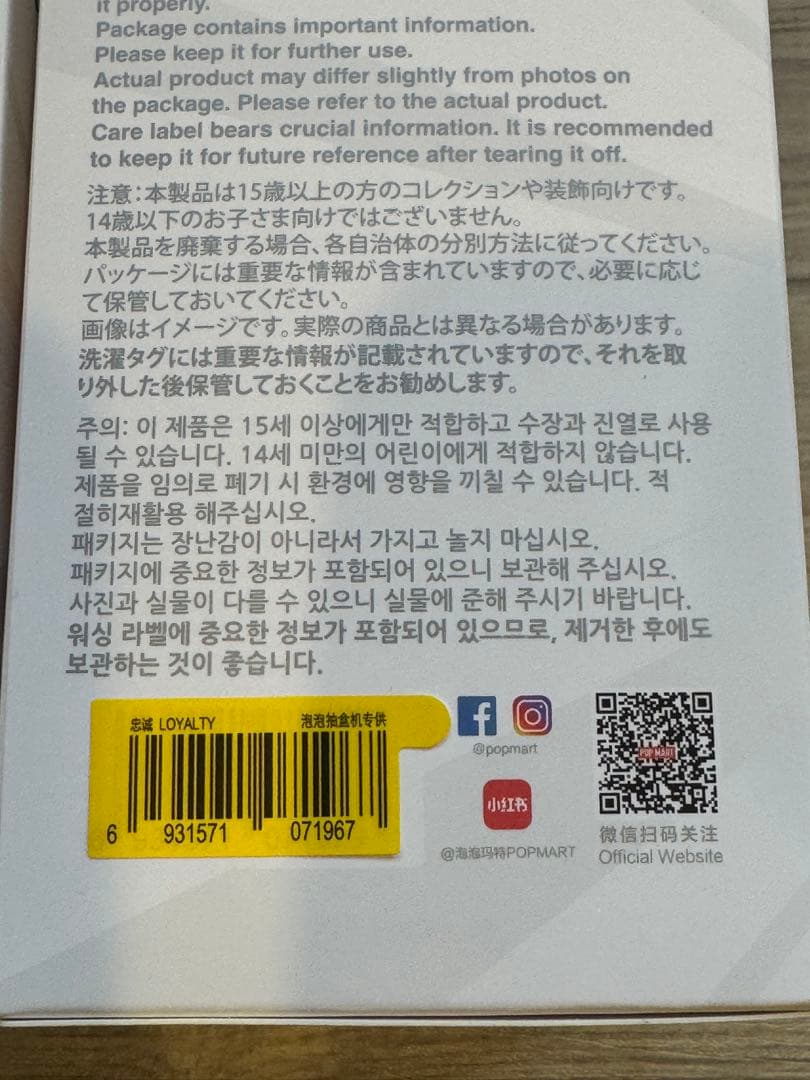 it properly.
Package contains important information.
Please keep it for further use.
Actual product may differ slightly from photos on
the package. Please refer to the actual product.
Care label bears crucial information. It is recommended
to keep it for future reference after tearing it off.
注意:本製品は15歳以上の方のコレクションや装飾向けです。
14歳以下のお子さま向けではございません。
本製品を廃棄する場合、各自治体の分別方法に従ってください。
パッケージには重要な情報が含まれていますので、必要に応じ
て保管しておいてください。
画像はイメージです。実際の商品とは異なる場合があります。
洗濯タグには重要な情報が記載されていますので、それを取
り外した後保管しておくことをお勧めします。
주의: 이 제품은 15세 이상에게만 적합하고 수장과 진열로 사용
될 수 있습니다. 14세 미만의 어린이에게 적합하지 않습니다.
제품을 임의로 폐기 시 환경에 영향을 끼칠 수 있습니다. 적
절히재활용 해주십시오.
패키지는 장난감이 아니라서 가지고 놀지 마십시오.
패키지에 중요한 정보가 포함되어 있으니 보관해 주십시오.
사진과 실물이 다를 수 있으니 실물에 준해 주시기 바랍니다.
워싱 라벨에 중요한 정보가 포함되어 있으므로, 제거한 후에도
보관하는 것이 좋습니다.
忠诚 LOYALTY 泡泡抽盒机专供
6 931571 071967
@popmart
小红书
@泡泡玛特POPMART
POP MART
微信扫码关注
Official Website